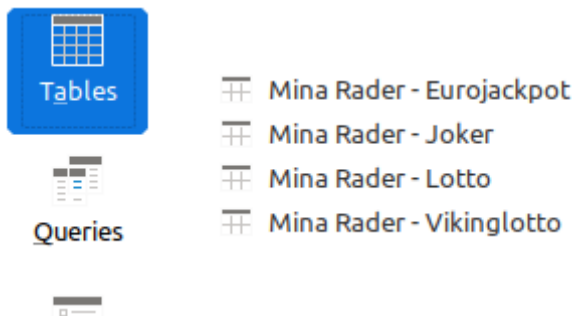 Tables
Mina Rader - Eurojackpot
Mina Rader - Joker
Mina Rader - Lotto
Mina Rader - Vikinglotto
Queries